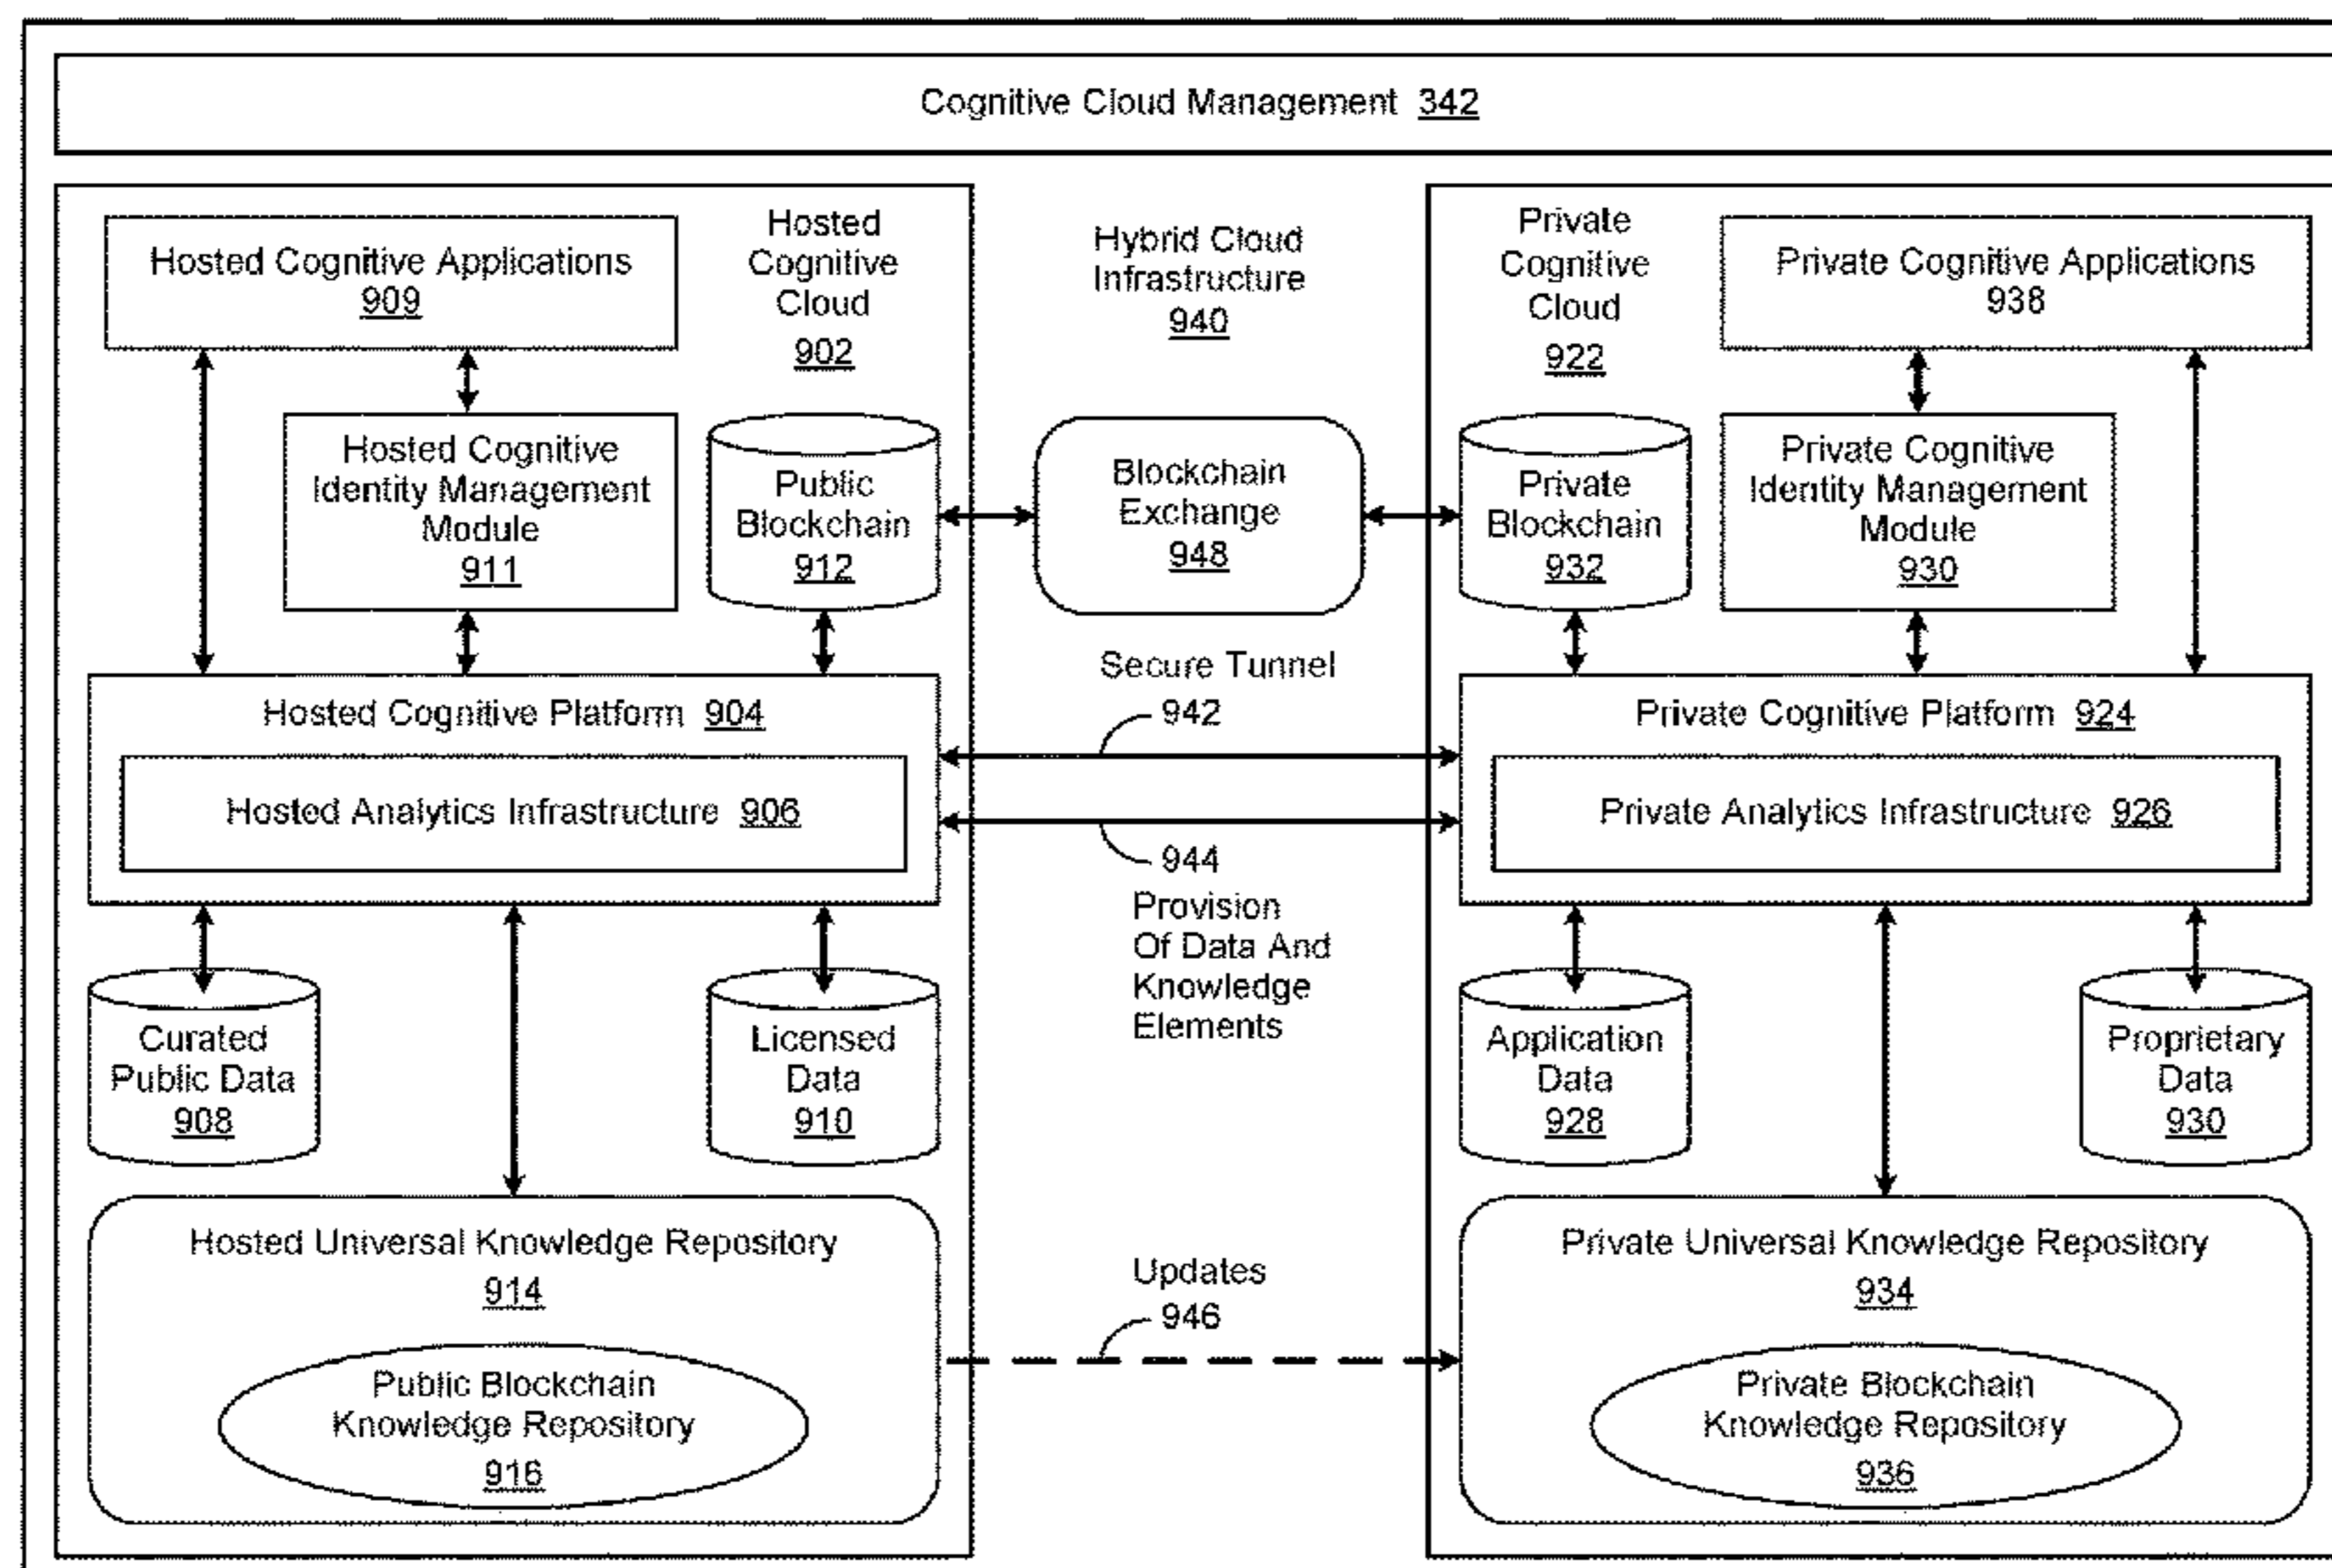 Cognitive Cloud Management 342
Hosted Cognitive Applications
909
Hosted
Cognitive
Cloud
902
Hosted Cognitive
Identity Management
Module
911
Public
Blockchain
912
Hosted Cognitive Platform 904
Hosted Analytics Infrastructure 906
Curated
Public Data
908
Licensed
Data
910
Hosted Universal Knowledge Repository
914
Public Blockchain
Knowledge Repository
916
Hybrid Cloud
Infrastructure
940
Blockchain
Exchange
948
Secure Tunnel
942
944
Provision
Of Data And
Knowledge
Elements
Updates
946
Private
Cognitive
Cloud
922
Private Cognitive Applications
938
Private
Blockchain
932
Private Cognitive
Identity Management
Module
930
Private Cognitive Platform 924
Private Analytics Infrastructure 926
Application
Data
928
Proprietary
Data
930
Private Universal Knowledge Repository
934
Private Blockchain
Knowledge Repository
936